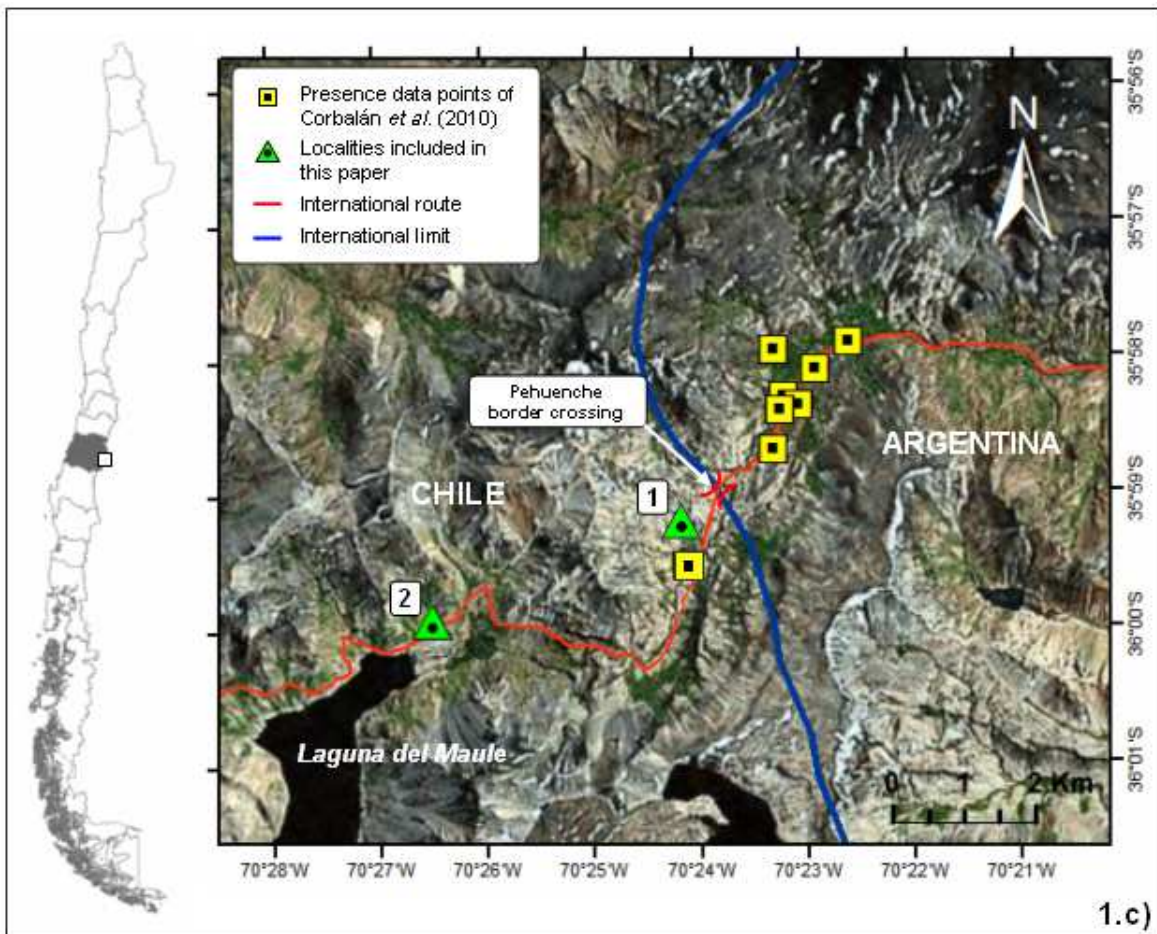 Presence data points of
Corbalán et al. (2010)
Localities included in
this paper
International route
International limit
N
Pehuenche
border crossing
CHILE
ARGENTINA
1
2
Laguna del Maule
0 1 2 Km
35°56'S
35°57'S
35°58'S
35°59'S
36°00'S
36°01'S
70°28'W 70°27'W 70°26'W 70°25'W 70°24'W 70°23'W 70°22'W 70°21'W
1.c)